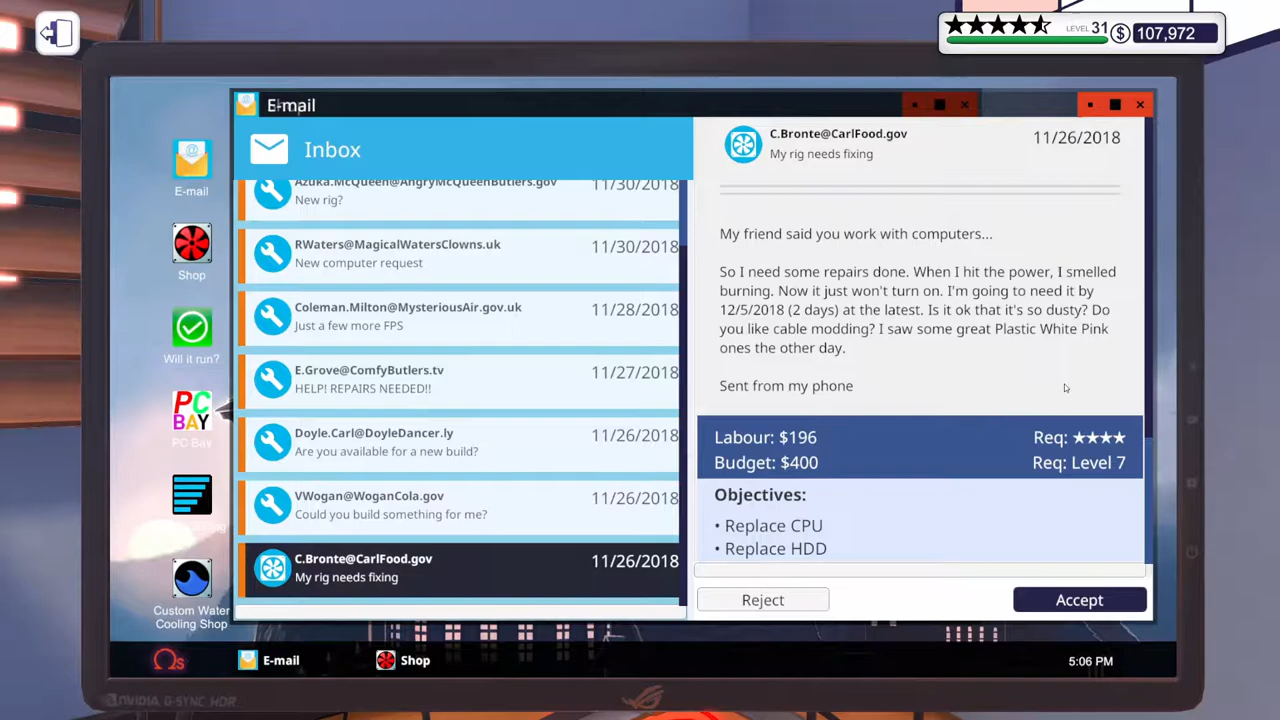 LEVEL 31 $ 107,972
E-mail
Inbox
Azuka.McQueen@AngryMcQueenButlers.gov 11/30/2018
New rig?
RWaters@MagicalWatersClowns.uk 11/30/2018
New computer request
Coleman.Milton@MysteriousAir.gov.uk 11/28/2018
Just a few more FPS
E.Grove@ComfyButlers.tv 11/27/2018
HELP! REPAIRS NEEDED!!
Doyle.Carl@DoyleDancer.ly 11/26/2018
Are you available for a new build?
VWogan@WoganCola.gov 11/26/2018
Could you build something for me?
C.Bronte@CarlFood.gov 11/26/2018
My rig needs fixing
C.Bronte@CarlFood.gov 11/26/2018
My rig needs fixing
My friend said you work with computers...
So I need some repairs done. When I hit the power, I smelled
burning. Now it just won't turn on. I'm going to need it by
12/5/2018 (2 days) at the latest. Is it ok that it's so dusty? Do
you like cable modding? I saw some great Plastic White Pink
ones the other day.
Sent from my phone
Labour: $196 Req: ★★★★
Budget: $400 Req: Level 7
Objectives:
• Replace CPU
• Replace HDD
Reject Accept
E-mail
Shop
Will it run?
PC BAY
PC Bay
Custom Water
Cooling Shop
Ωs E-mail Shop 5:06 PM
NVIDIA G-SYNC HDR